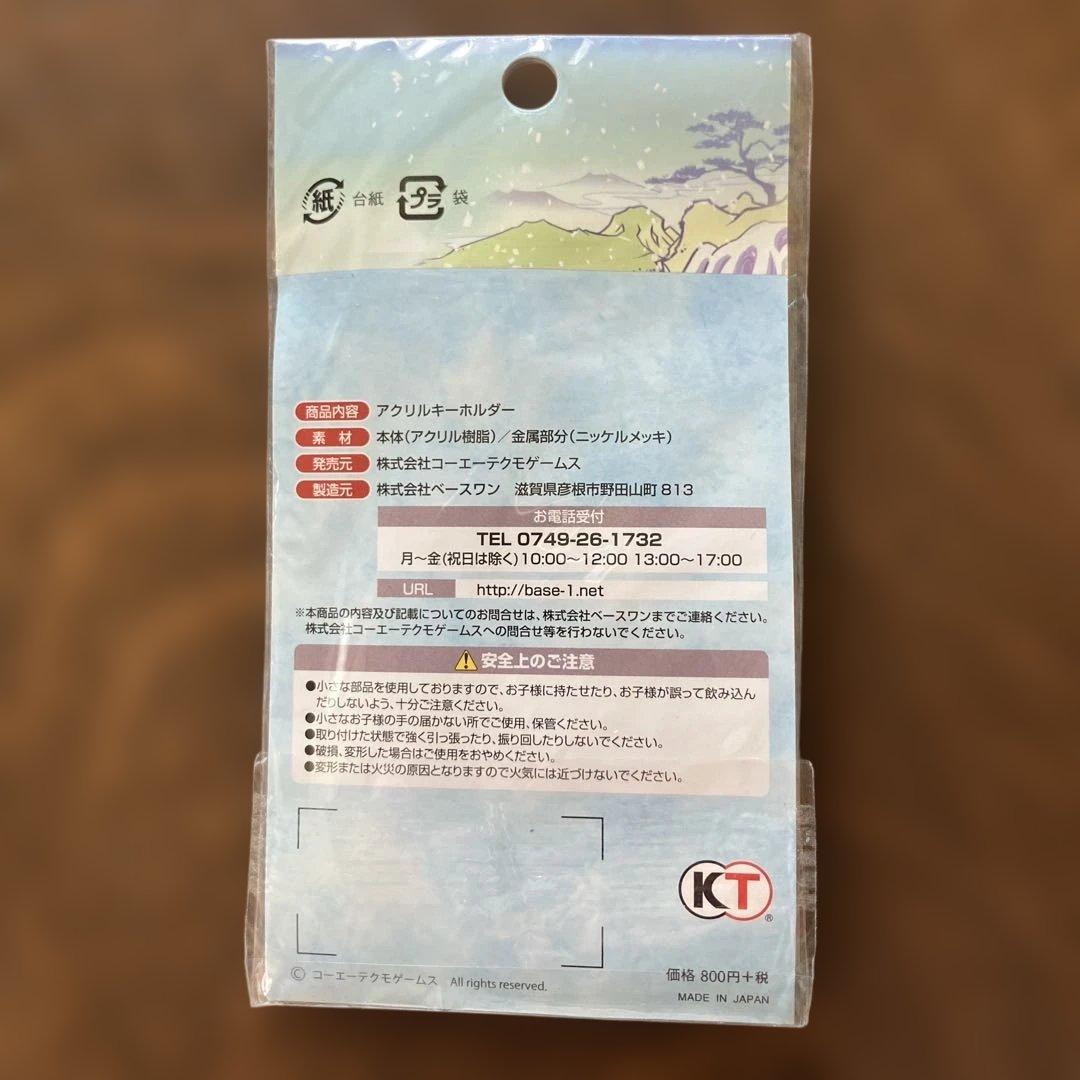 紙 台紙 プラ 袋
商品内容 アクリルキーホルダー
素材 本体(アクリル樹脂)/金属部分(ニッケルメッキ)
発売元 株式会社コーエーテクモゲームス
製造元 株式会社ベースワン 滋賀県彦根市野田山町813
お電話受付
TEL 0749-26-1732
月〜金(祝日は除く)10:00〜12:00 13:00〜17:00
URL http://base-1.net
※本商品の内容及び記載についてのお問合せは、株式会社ベースワンまでご連絡ください。
株式会社コーエーテクモゲームスへの問合せ等を行わないでください。
安全上のご注意
●小さな部品を使用しておりますので、お子様に持たせたり、お子様が誤って飲み込ん
だりしないよう、十分ご注意ください。
●小さなお子様の手の届かない所でご使用、保管ください。
●取り付けた状態で強く引っ張ったり、振り回したりしないでください。
●破損、変形した場合はご使用をおやめください。
●変形または火災の原因となりますので火気には近づけないでください。
KT®
© コーエーテクモゲームス All rights reserved.
価格 800円+税
MADE IN JAPAN